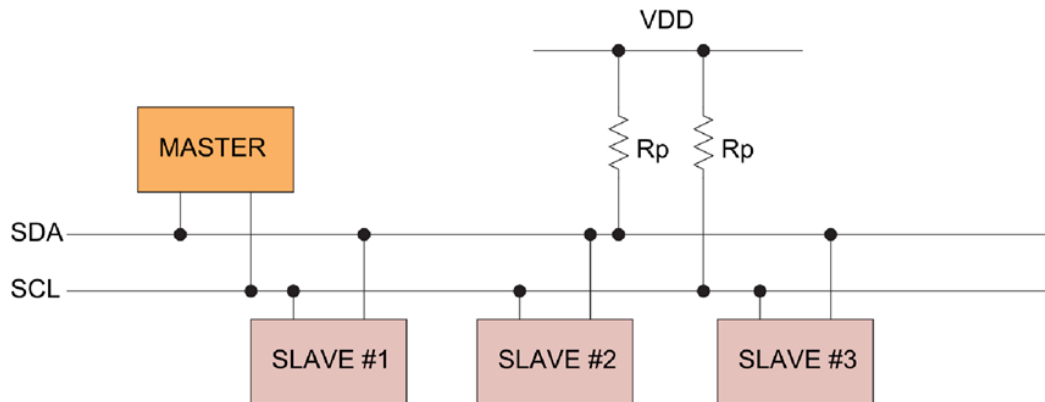 VDD
MASTER
Rp
Rp
SDA
SCL
SLAVE #1
SLAVE #2
SLAVE #3